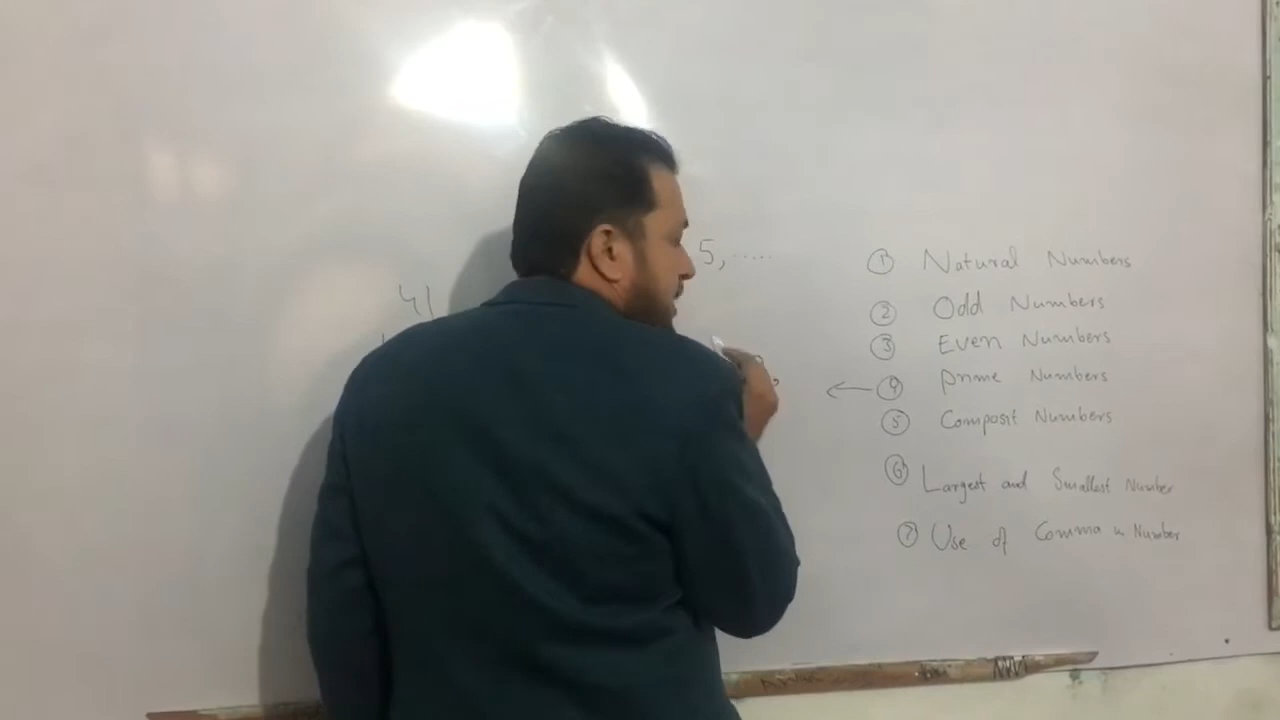 5, .....
① Natural Numbers
② Odd Numbers
③ Even Numbers
← ④ Prime Numbers
⑤ Composit Numbers
⑥ Largest and Smallest Number
⑦ Use of Comma in Number